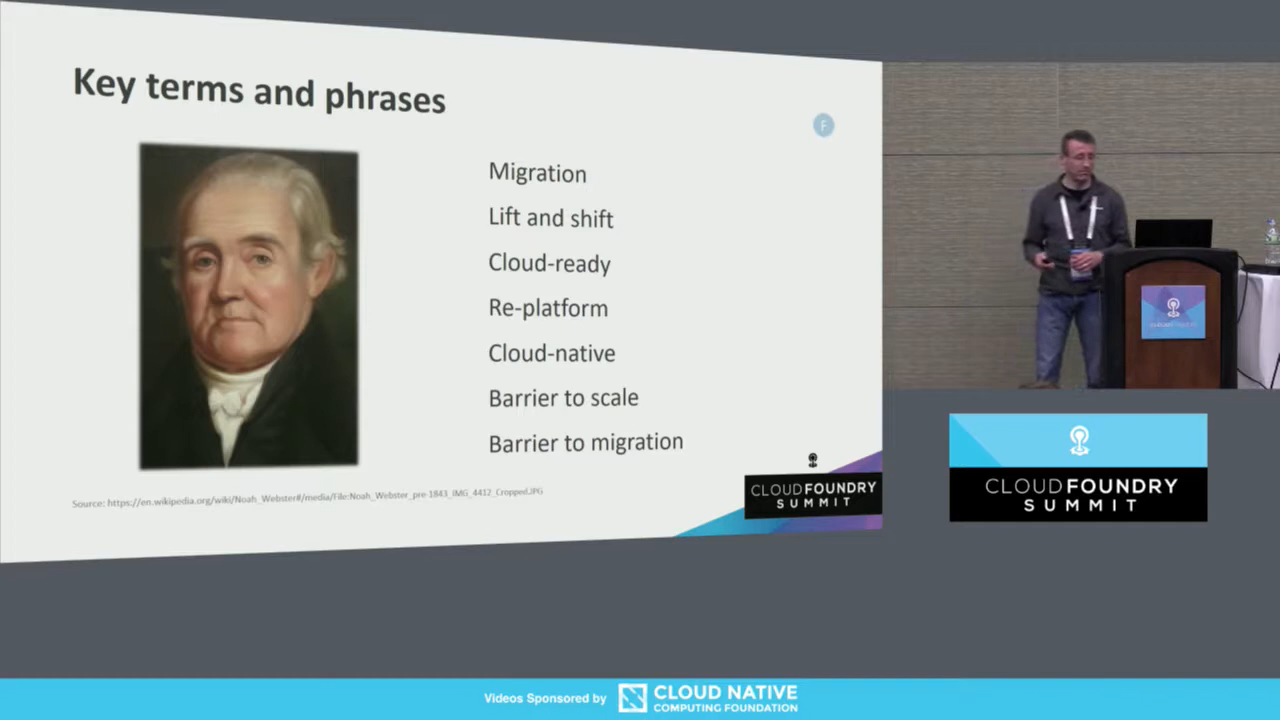 Key terms and phrases
F
Migration
Lift and shift
Cloud-ready
Re-platform
Cloud-native
Barrier to scale
Barrier to migration
Source: https://en.wikipedia.org/wiki/Noah_Webster#/media/File:Noah_Webster_pre-1843_IMG_4412_Cropped.JPG
CLOUDFOUNDRY
SUMMIT
CLOUDFOUNDRY
SUMMIT
Videos Sponsored by
CLOUD NATIVE
COMPUTING FOUNDATION